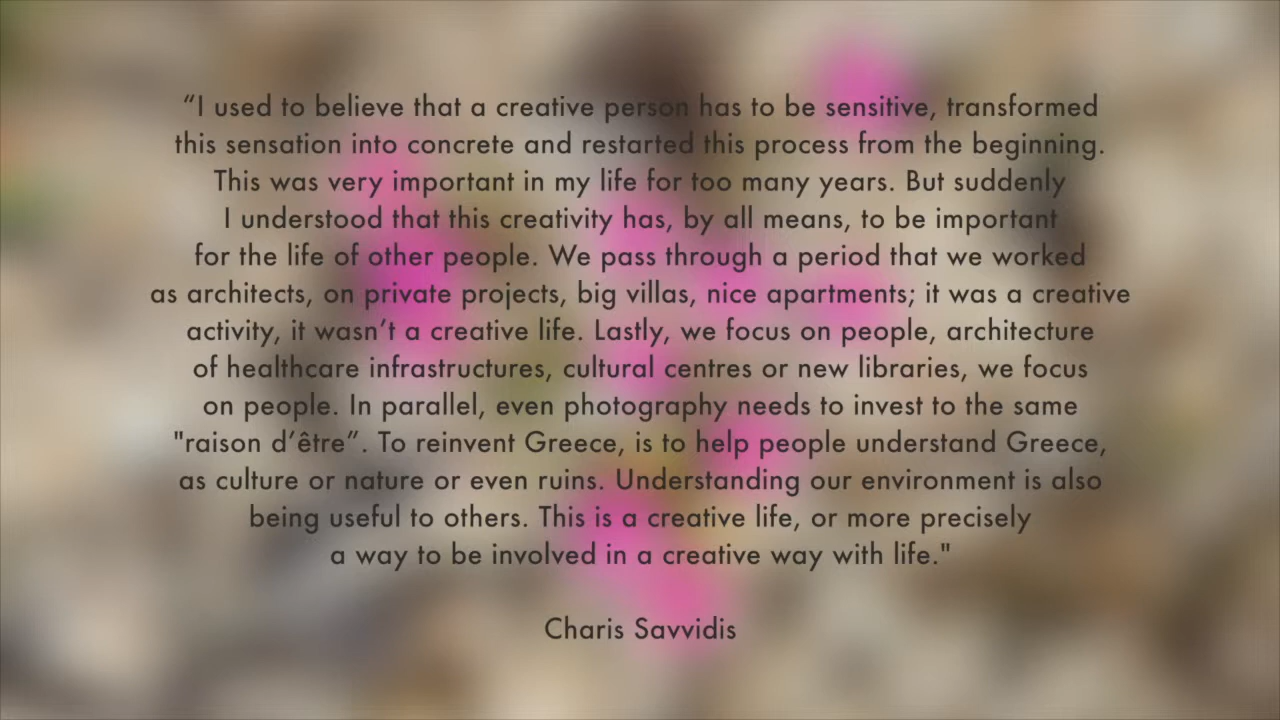 “I used to believe that a creative person has to be sensitive, transformed
this sensation into concrete and restarted this process from the beginning.
This was very important in my life for too many years. But suddenly
I understood that this creativity has, by all means, to be important
for the life of other people. We pass through a period that we worked
as architects, on private projects, big villas, nice apartments; it was a creative
activity, it wasn’t a creative life. Lastly, we focus on people, architecture
of healthcare infrastructures, cultural centres or new libraries, we focus
on people. In parallel, even photography needs to invest to the same
"raison d’être”. To reinvent Greece, is to help people understand Greece,
as culture or nature or even ruins. Understanding our environment is also
being useful to others. This is a creative life, or more precisely
a way to be involved in a creative way with life."
Charis Savvidis